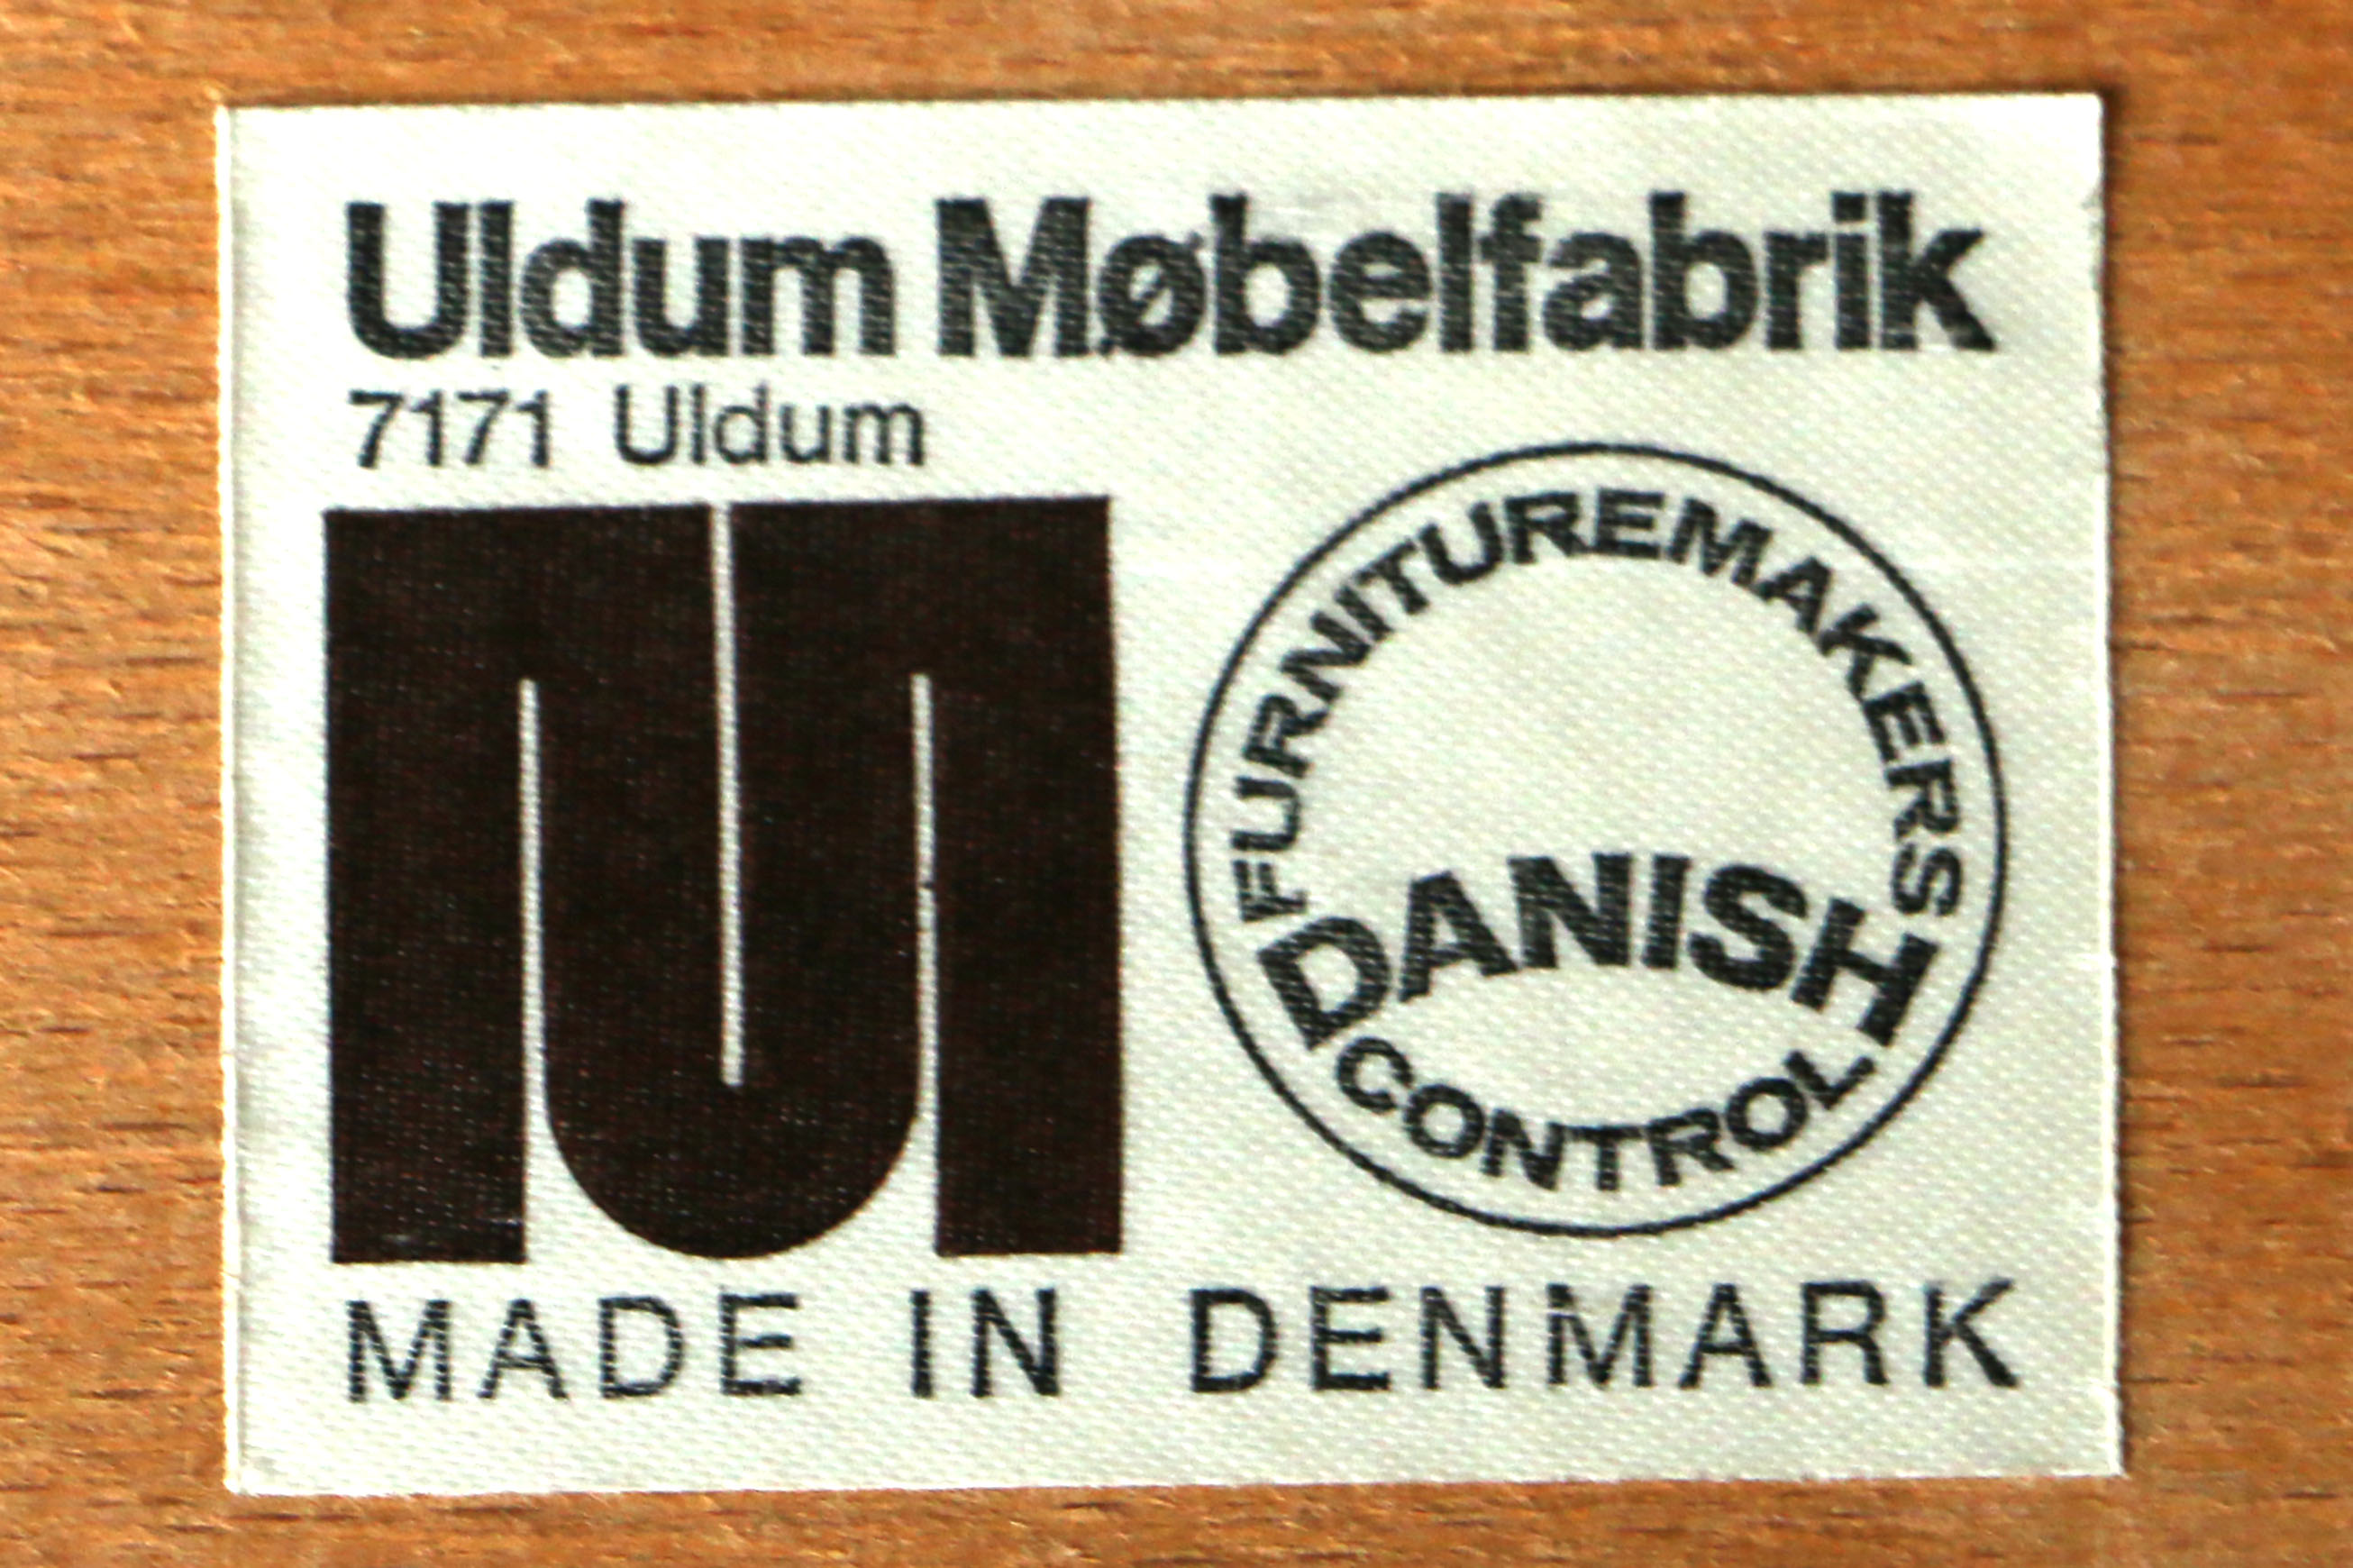 Uldum Møbelfabrik
7171 Uldum
FURNITUREMAKERS
DANISH
CONTROL
MADE IN DENMARK